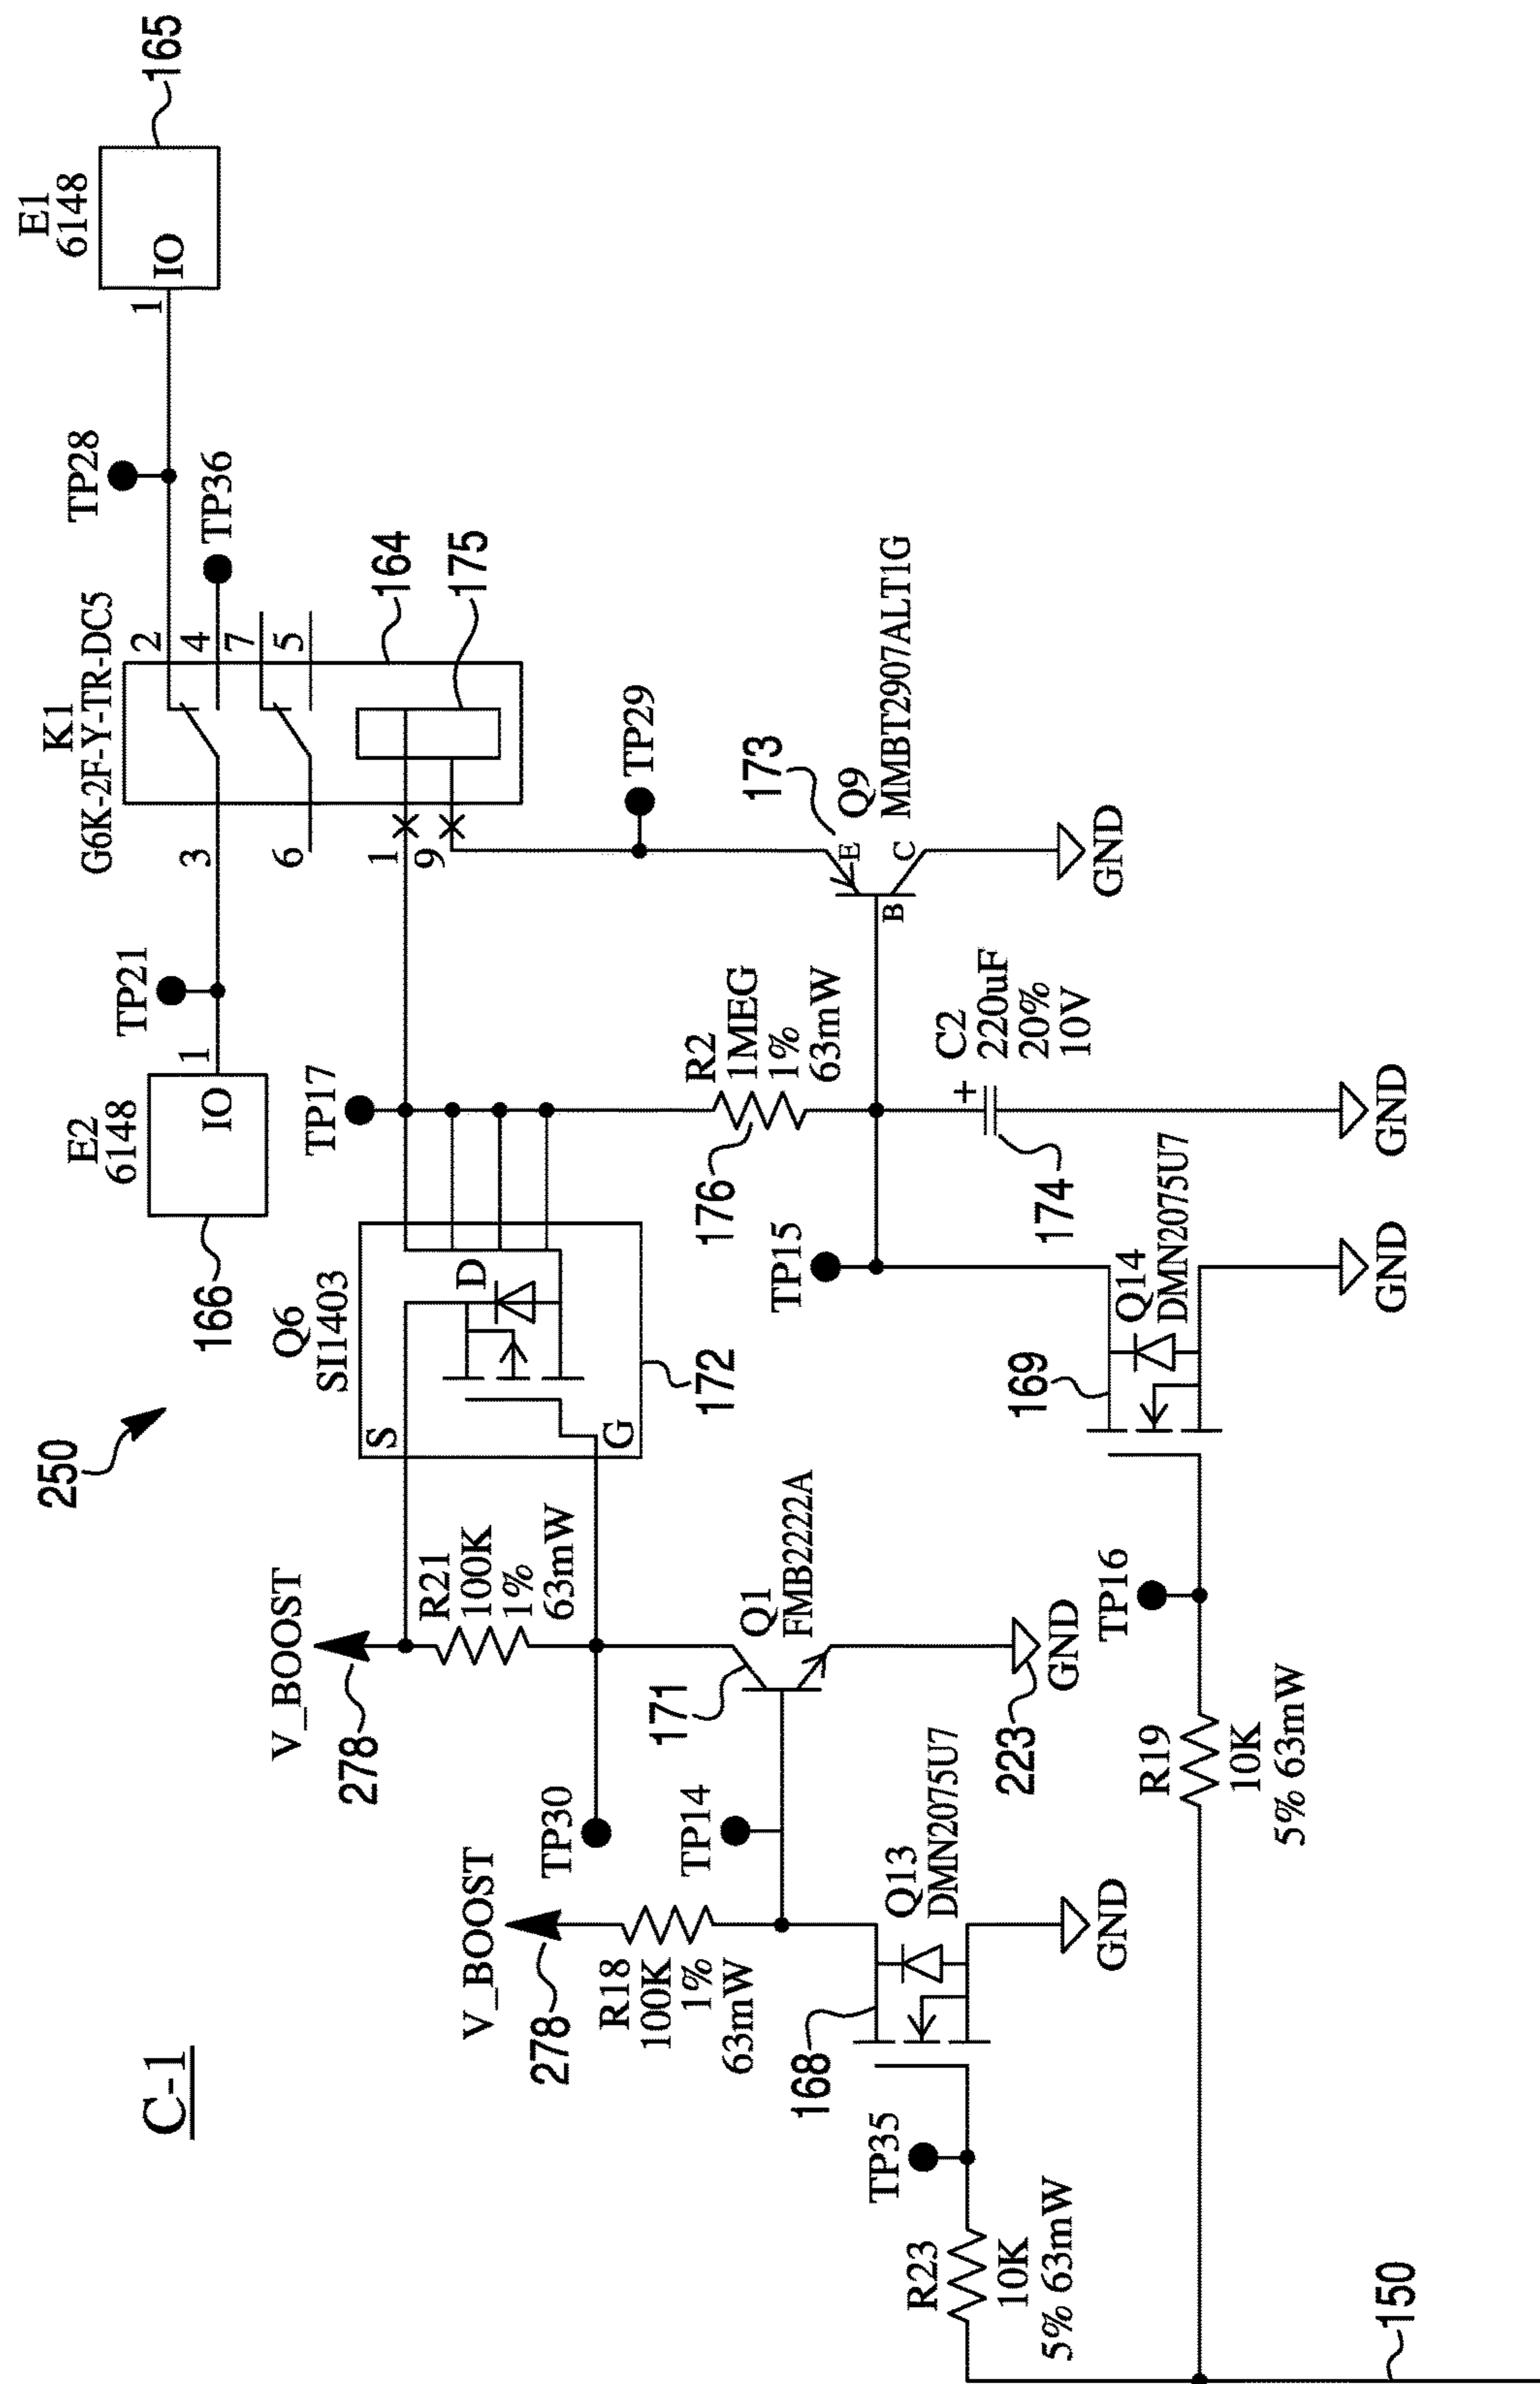 C-1
250
V_BOOST
278
R18
100K
1%
63mW
V_BOOST
278
R21
100K
1%
63mW
TP30
TP14
171
Q1
FMB2222A
223
GND
168
Q13
DMN2075U7
GND
TP35
R23
10K
5% 63mW
150
R19
10K
5% 63mW
TP16
169
Q14
DMN2075U7
GND
Q6
SI1403
S
D
G
172
TP17
TP15
176
R2
1MEG
1%
63mW
174
C2
220uF
20%
10V
GND
173
Q9
MMBT2907ALT1G
E
B
C
GND
TP29
E2
6148
IO
1
166
TP21
K1
G6K-2F-Y-TR-DC5
3
6
1
9
2
4
7
5
164
175
TP28
TP36
E1
6148
IO
1
165